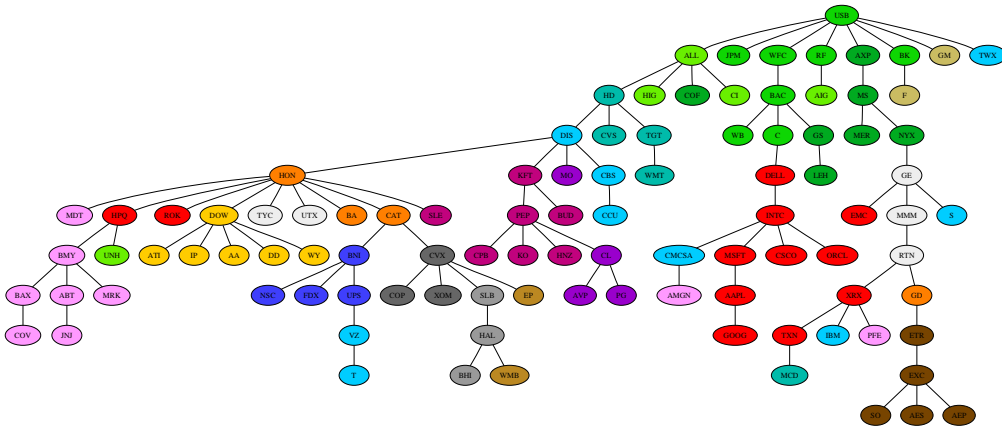 USB
ALL JPM WFC RF AXP BK GM TWX
HD HIG COF CI BAC AIG MS F
DIS CVS TGT WB C GS MER NYX
HON KFT MO CBS WMT DELL LEH GE
MDT HPQ EOK DOW TYC UTX BA CAT SLE PEP BUD CCU INTC EMC MMM S
BMY UNH ATI IP AA DD WY BNI CVX CPB KO HNZ CL CMCSA MSFT CSCO ORCL RTN
BAX ABT MRK NSC FDX UPS COP XOM SLB EP AVP PG AMGN AAPL XRX GD
COV JNJ VZ HAL GOOG TXN IBM PFE ETR
T BHI WMB MCD EXC
SO AES AEP